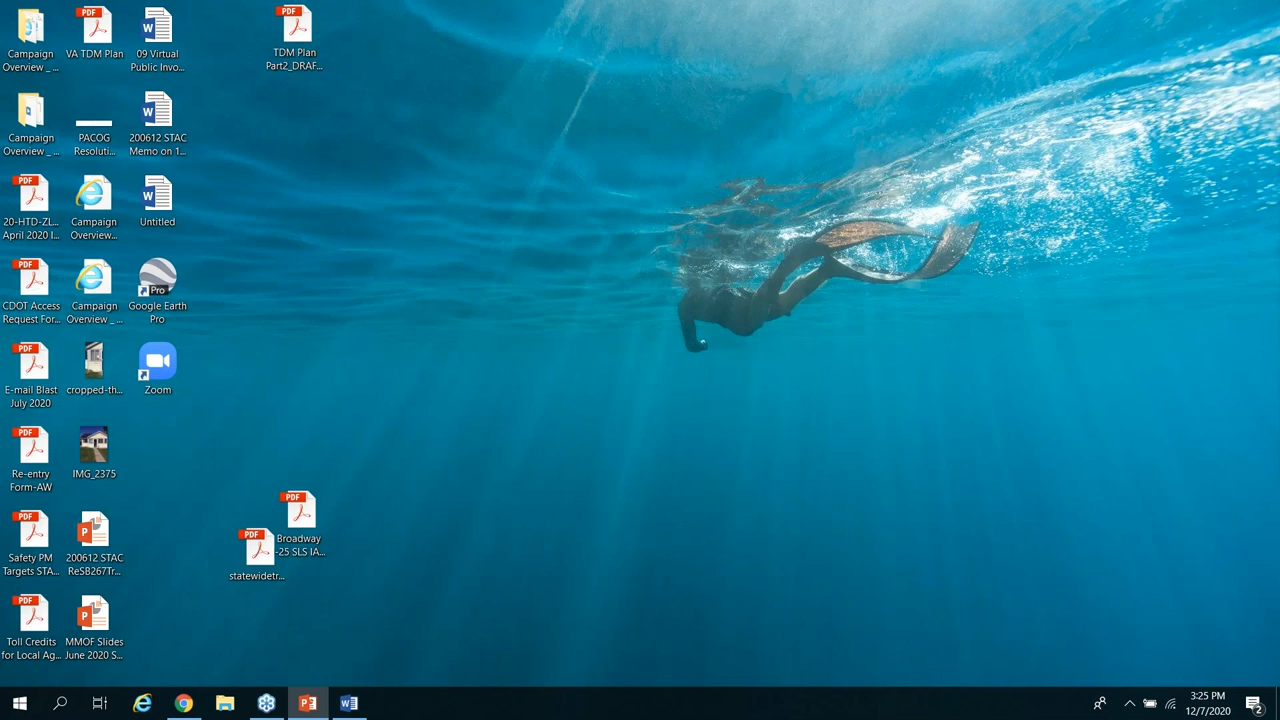 Campaign
Overview _ ...
PDF
VA TDM Plan
09 Virtual
Public Invo...
PDF
TDM Plan
Part2_DRAF...
Campaign
Overview _ ...
PACOG
Resoluti...
200612 STAC
Memo on 1...
PDF
20-HTD-ZL...
April 2020 I...
Campaign
Overview...
Untitled
PDF
CDOT Access
Request For...
Campaign
Overview _ ...
Pro
Google Earth
Pro
PDF
E-mail Blast
July 2020
cropped-th...
Zoom
PDF
Re-entry
Form-AW
IMG_2375
PDF
Safety PM
Targets STA...
200612 STAC
ReSB267Tr...
PDF
Broadway
-25 SLS IA...
PDF
statewidetr...
PDF
Toll Credits
for Local Ag...
MMOF Slides
June 2020 S...
3:25 PM
12/7/2020
2